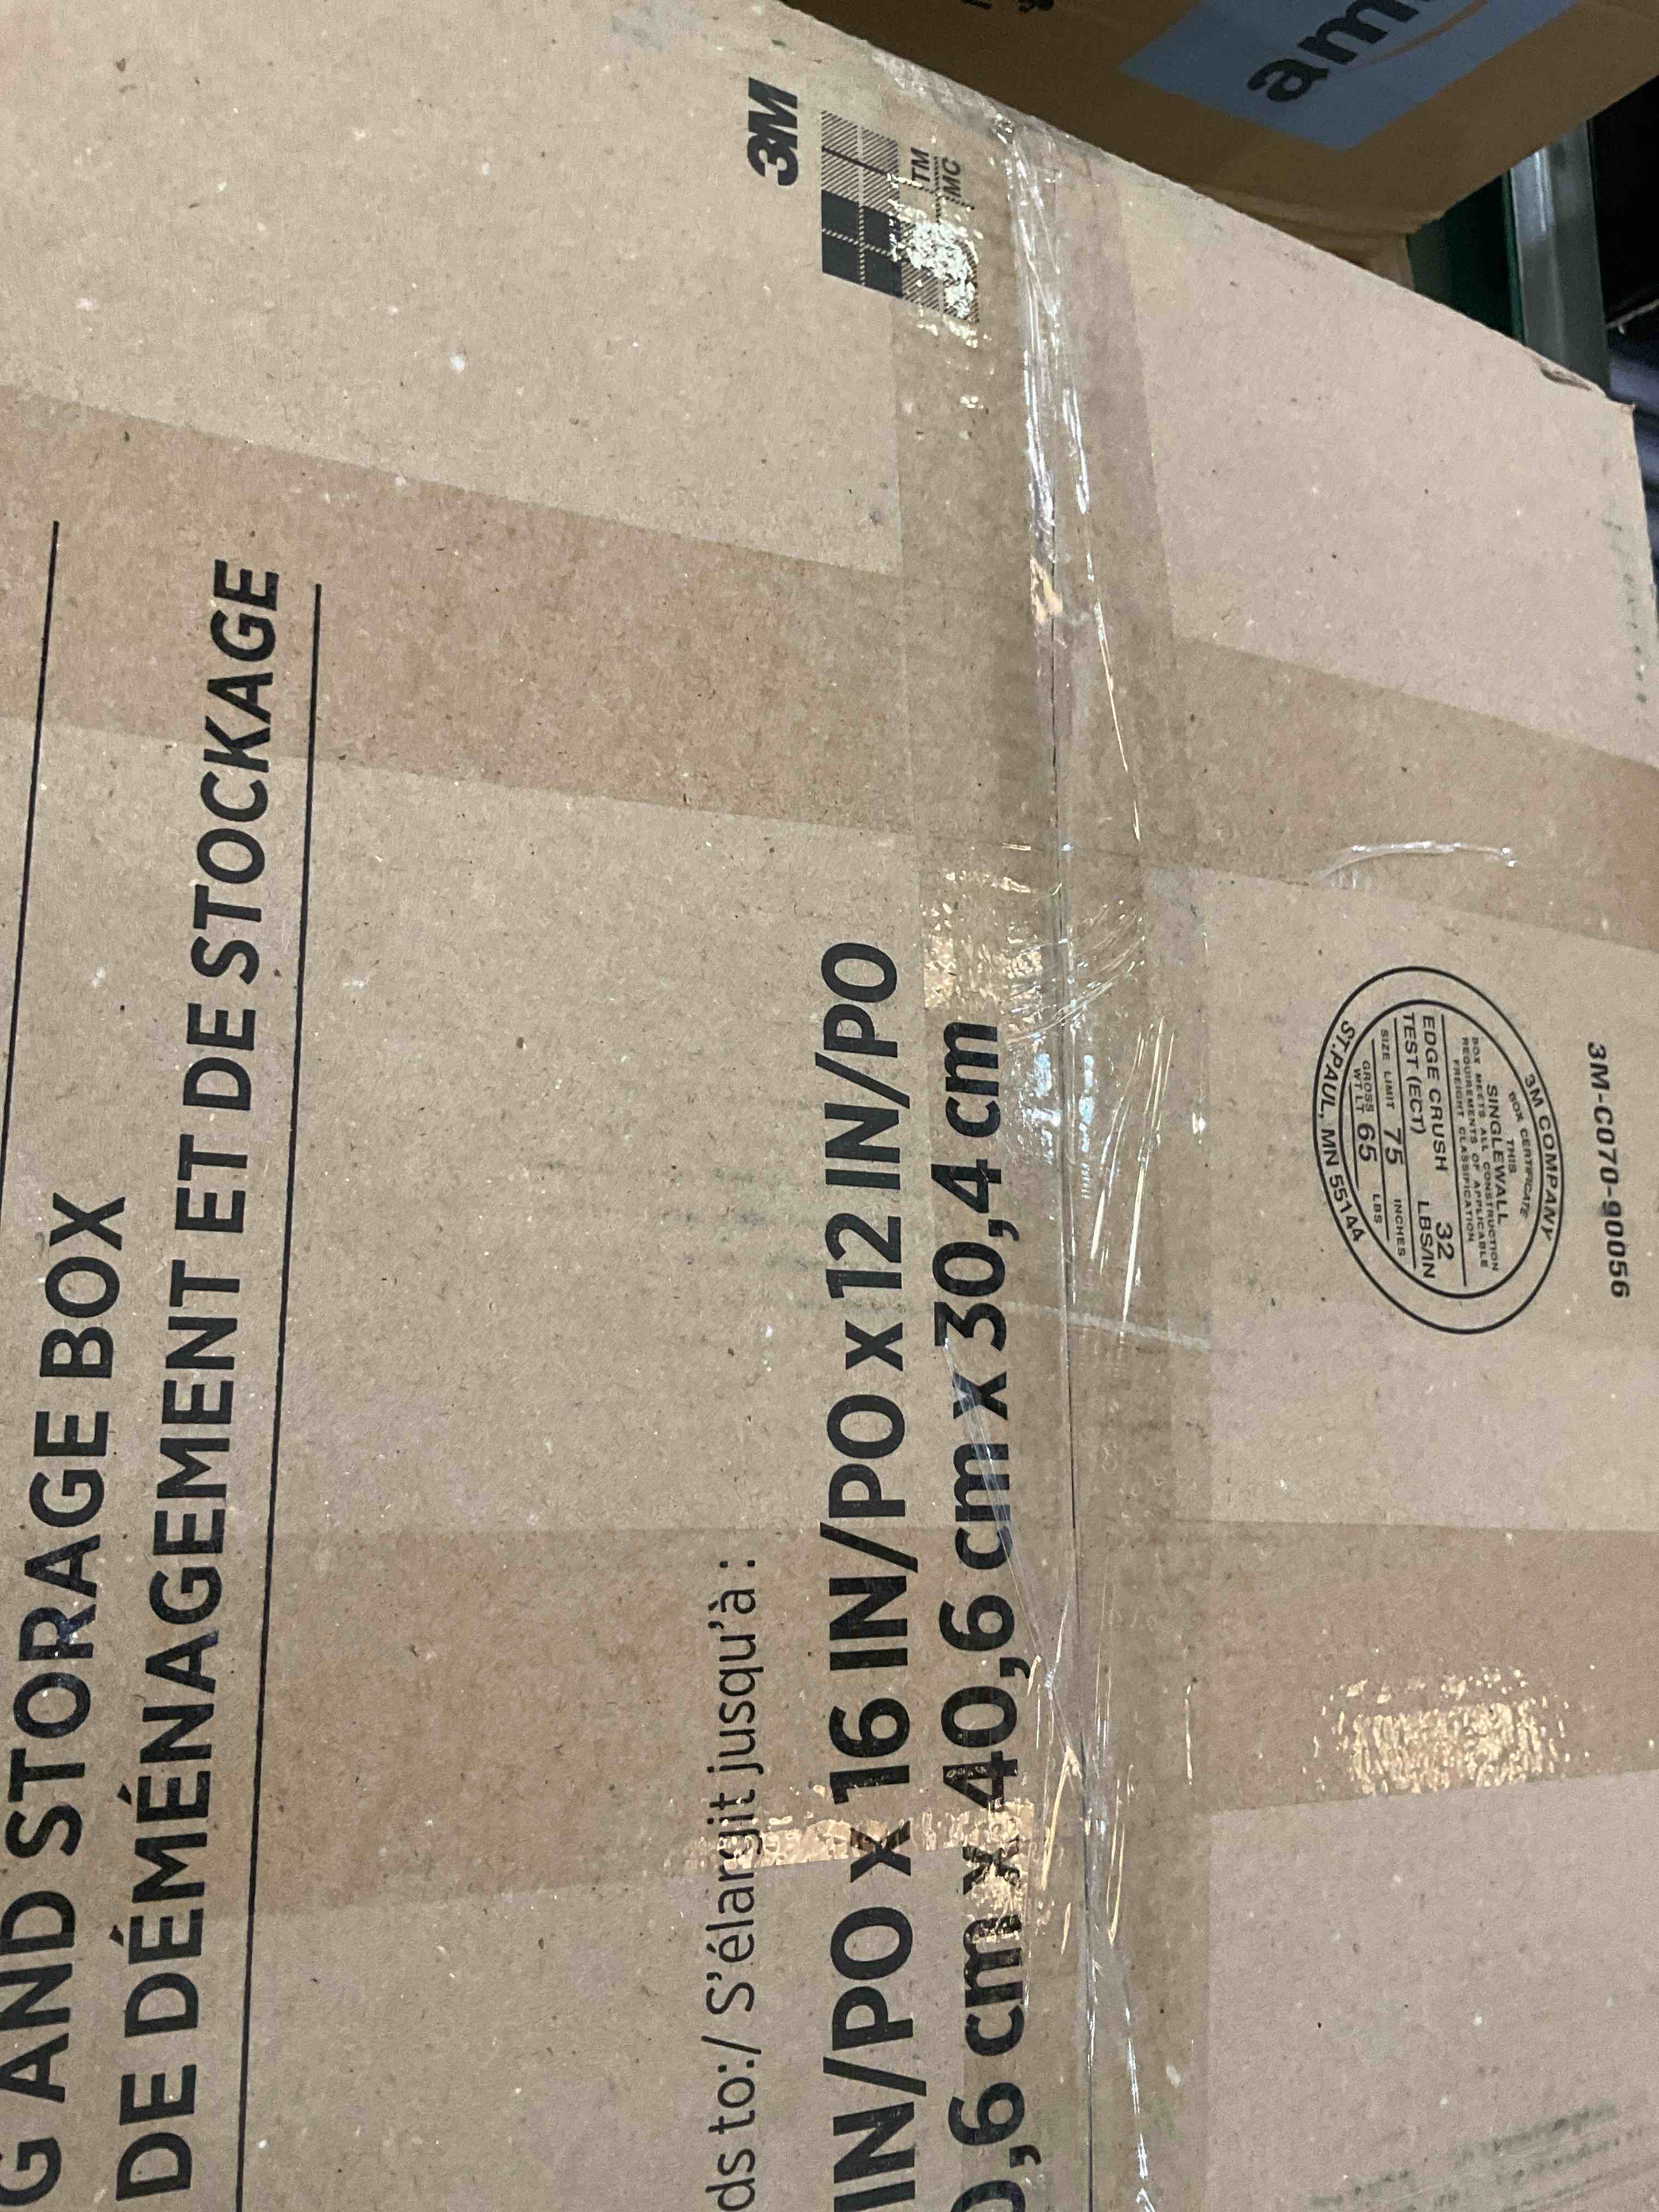 3M
TM
MC
G AND STORAGE BOX
DE DÉMÉNAGEMENT ET DE STOCKAGE
ds to:/ S'élargit jusqu'à :
IN/PO x 16 IN/PO x 12 IN/PO
0,6 cm x 40,6 cm x 30,4 cm
3M-C070-90056
3M COMPANY
BOX CERTIFICATE
THIS
SINGLEWALL
BOX MEETS ALL CONSTRUCTION
REQUIREMENTS OF APPLICABLE
FREIGHT CLASSIFICATION
EDGE CRUSH 32
TEST (ECT) LBS/IN
SIZE LIMIT 75 INCHES
GROSS
WT LT 65 LBS
ST.PAUL, MN 55144
am